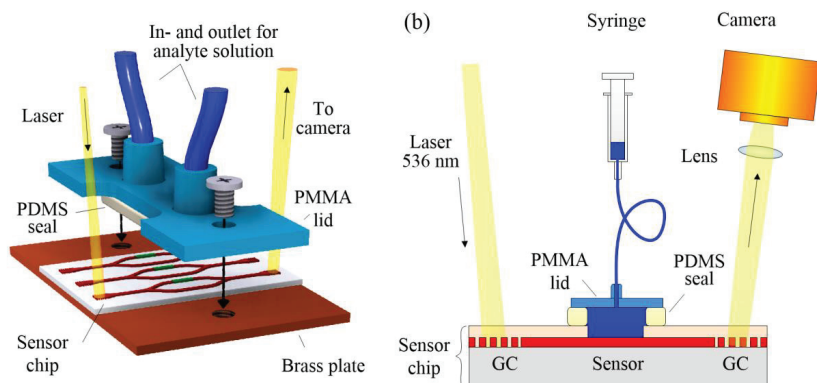 In- and outlet for
analyte solution
Laser
To
camera
PDMS
seal
PMMA
lid
Sensor
chip
Brass plate
(b)
Syringe
Camera
Laser
536 nm
Lens
PMMA
lid
PDMS
seal
Sensor
chip
GC
Sensor
GC